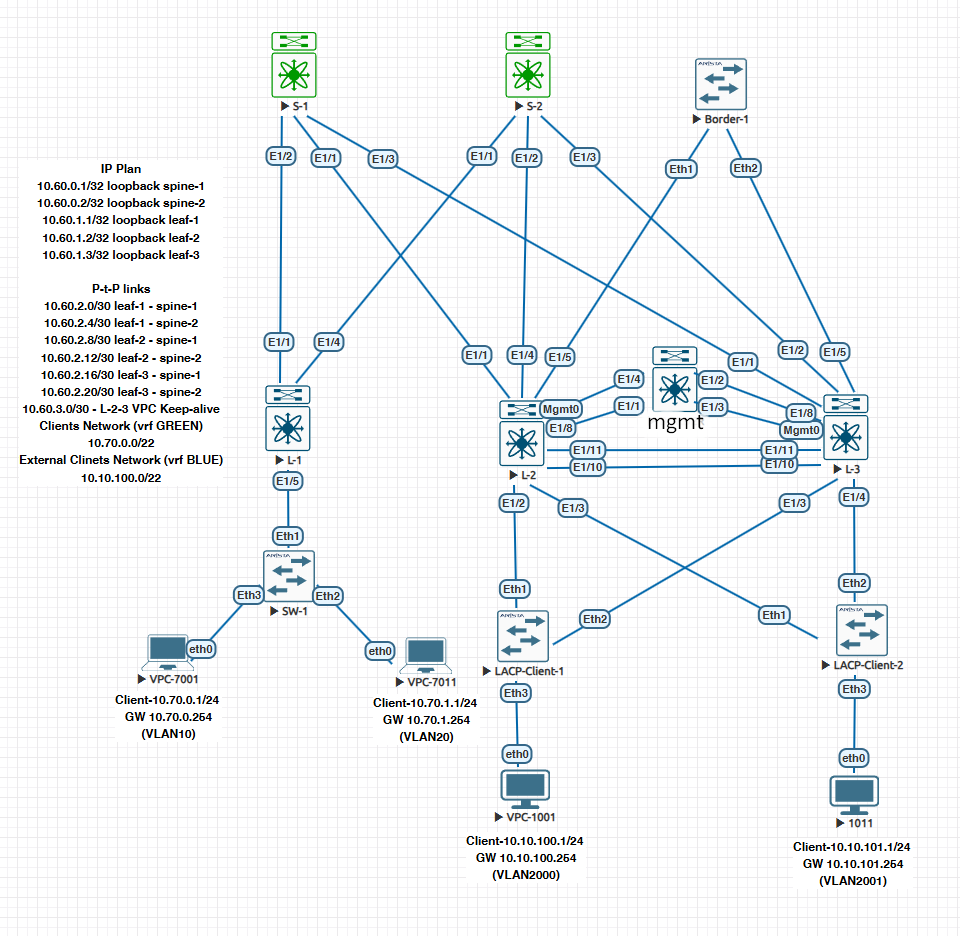 S-1
S-2
ARISTA
Border-1
E1/2
E1/1
E1/3
E1/1
E1/2
E1/3
Eth1
Eth2
IP Plan
10.60.0.1/32 loopback spine-1
10.60.0.2/32 loopback spine-2
10.60.1.1/32 loopback leaf-1
10.60.1.2/32 loopback leaf-2
10.60.1.3/32 loopback leaf-3
P-t-P links
10.60.2.0/30 leaf-1 - spine-1
10.60.2.4/30 leaf-1 - spine-2
10.60.2.8/30 leaf-2 - spine-1
10.60.2.12/30 leaf-2 - spine-2
10.60.2.16/30 leaf-3 - spine-1
10.60.2.20/30 leaf-3 - spine-2
10.60.3.0/30 - L-2-3 VPC Keep-alive
Clients Network (vrf GREEN)
10.70.0.0/22
External Clinets Network (vrf BLUE)
10.10.100.0/22
E1/1
E1/4
E1/1
E1/4
E1/5
E1/1
E1/2
E1/5
E1/4
E1/2
Mgmt0
E1/1
E1/3
E1/8
E1/8
mgmt
Mgmt0
L-1
E1/11
E1/11
E1/10
E1/10
L-2
L-3
E1/5
E1/2
E1/3
E1/3
E1/4
Eth1
ARISTA
Eth3
Eth2
SW-1
Eth1
Eth2
ARISTA
Eth2
Eth1
ARISTA
eth0
eth0
VPC-7001
VPC-7011
LACP-Client-1
LACP-Client-2
Client-10.70.0.1/24
GW 10.70.0.254
(VLAN10)
Client-10.70.1.1/24
GW 10.70.1.254
(VLAN20)
Eth3
Eth3
eth0
eth0
VPC-1001
1011
Client-10.10.100.1/24
GW 10.10.100.254
(VLAN2000)
Client-10.10.101.1/24
GW 10.10.101.254
(VLAN2001)